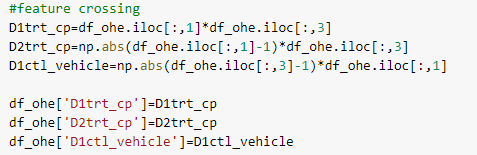 #feature crossing
D1trt_cp=df_ohe.iloc[:,1]*df_ohe.iloc[:,3]
D2trt_cp=np.abs(df_ohe.iloc[:,1]-1)*df_ohe.iloc[:,3]
D1ctl_vehicle=np.abs(df_ohe.iloc[:,3]-1)*df_ohe.iloc[:,1]
df_ohe['D1trt_cp']=D1trt_cp
df_ohe['D2trt_cp']=D2trt_cp
df_ohe['D1ctl_vehicle']=D1ctl_vehicle